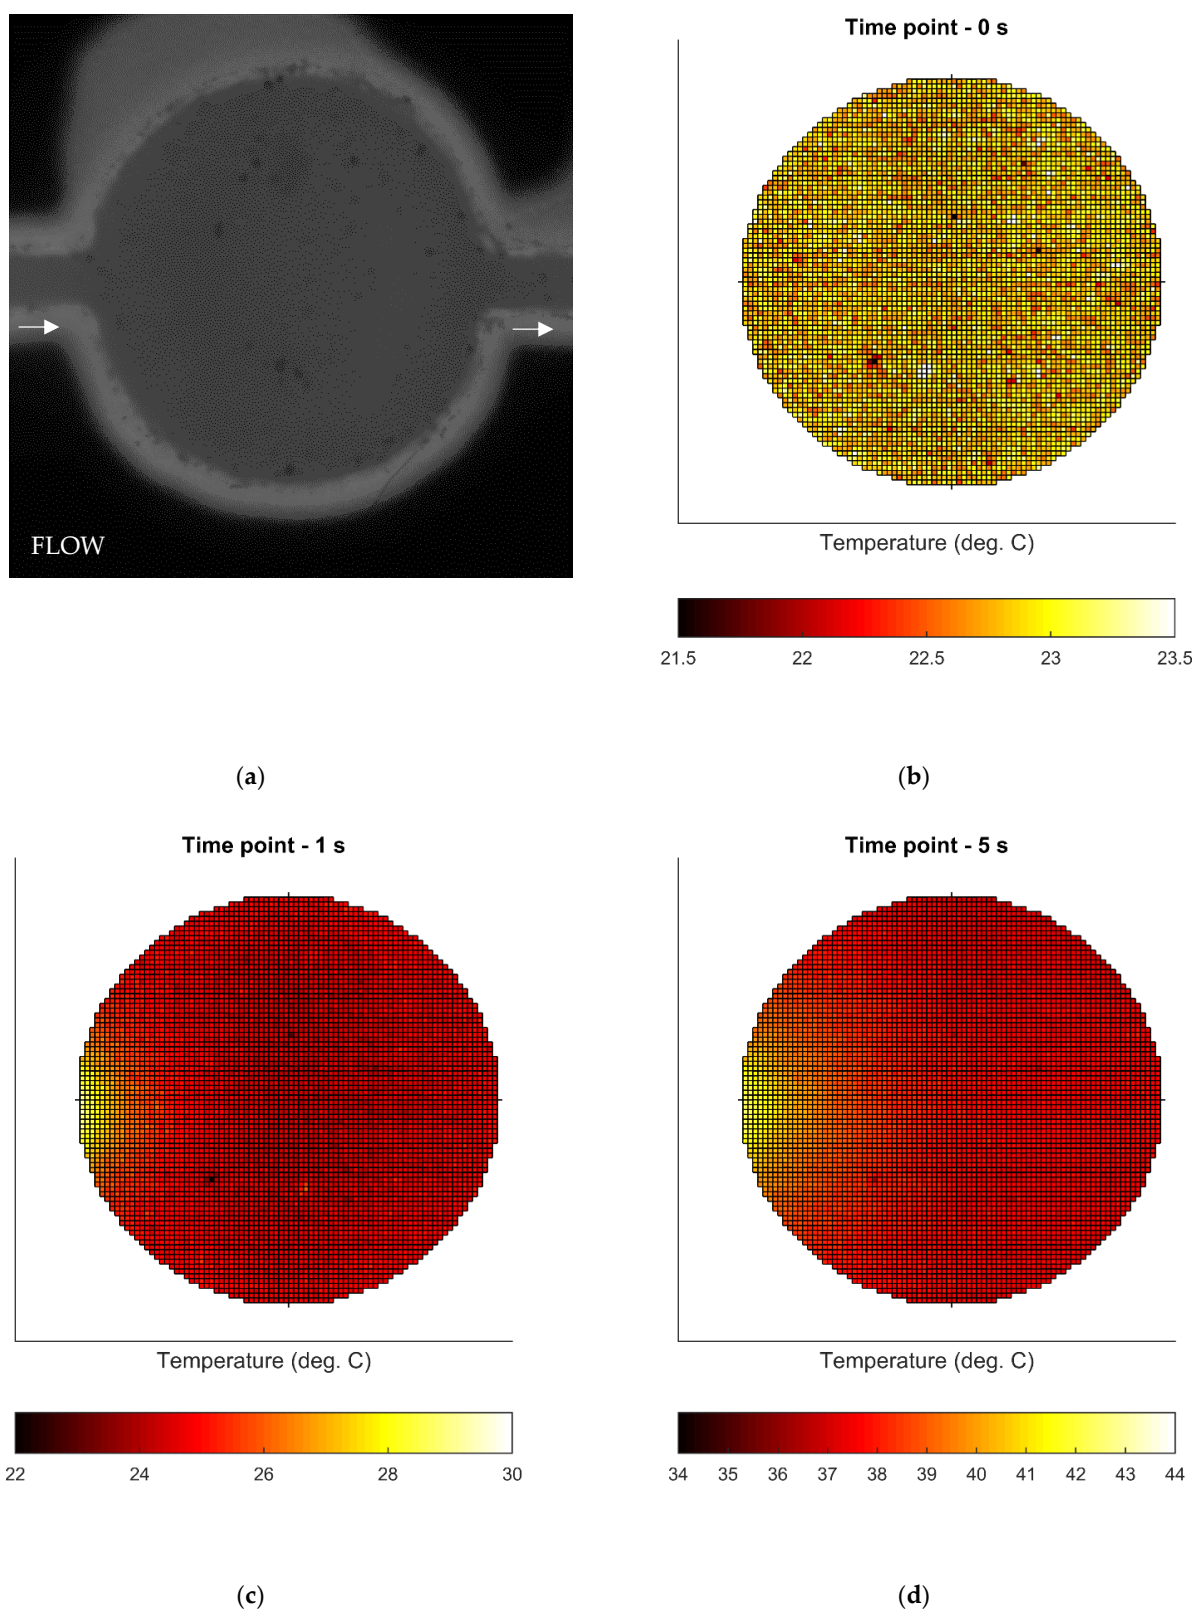 Time point - 0 s
FLOW
Temperature (deg. C)
21.5 22 22.5 23 23.5
(a) (b)
Time point - 1 s Time point - 5 s
Temperature (deg. C) Temperature (deg. C)
22 24 26 28 30 34 35 36 37 38 39 40 41 42 43 44
(c) (d)